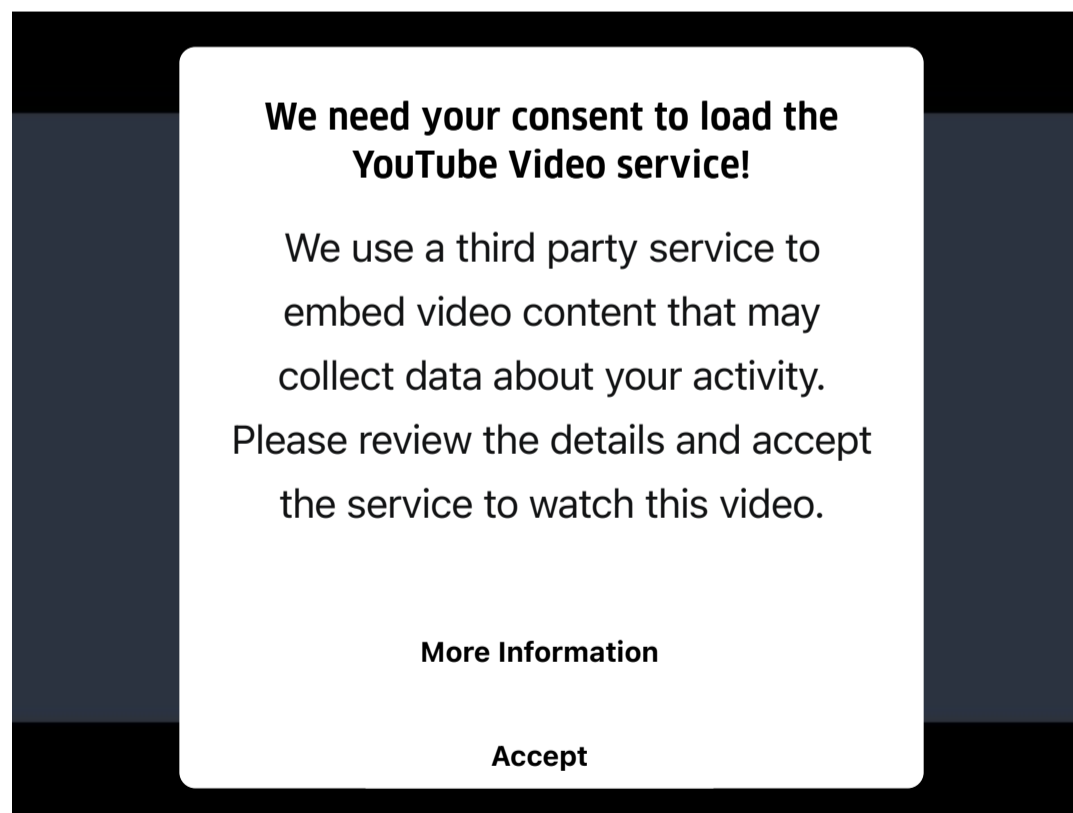 We need your consent to load the
YouTube Video service!
We use a third party service to
embed video content that may
collect data about your activity.
Please review the details and accept
the service to watch this video.
More Information
Accept